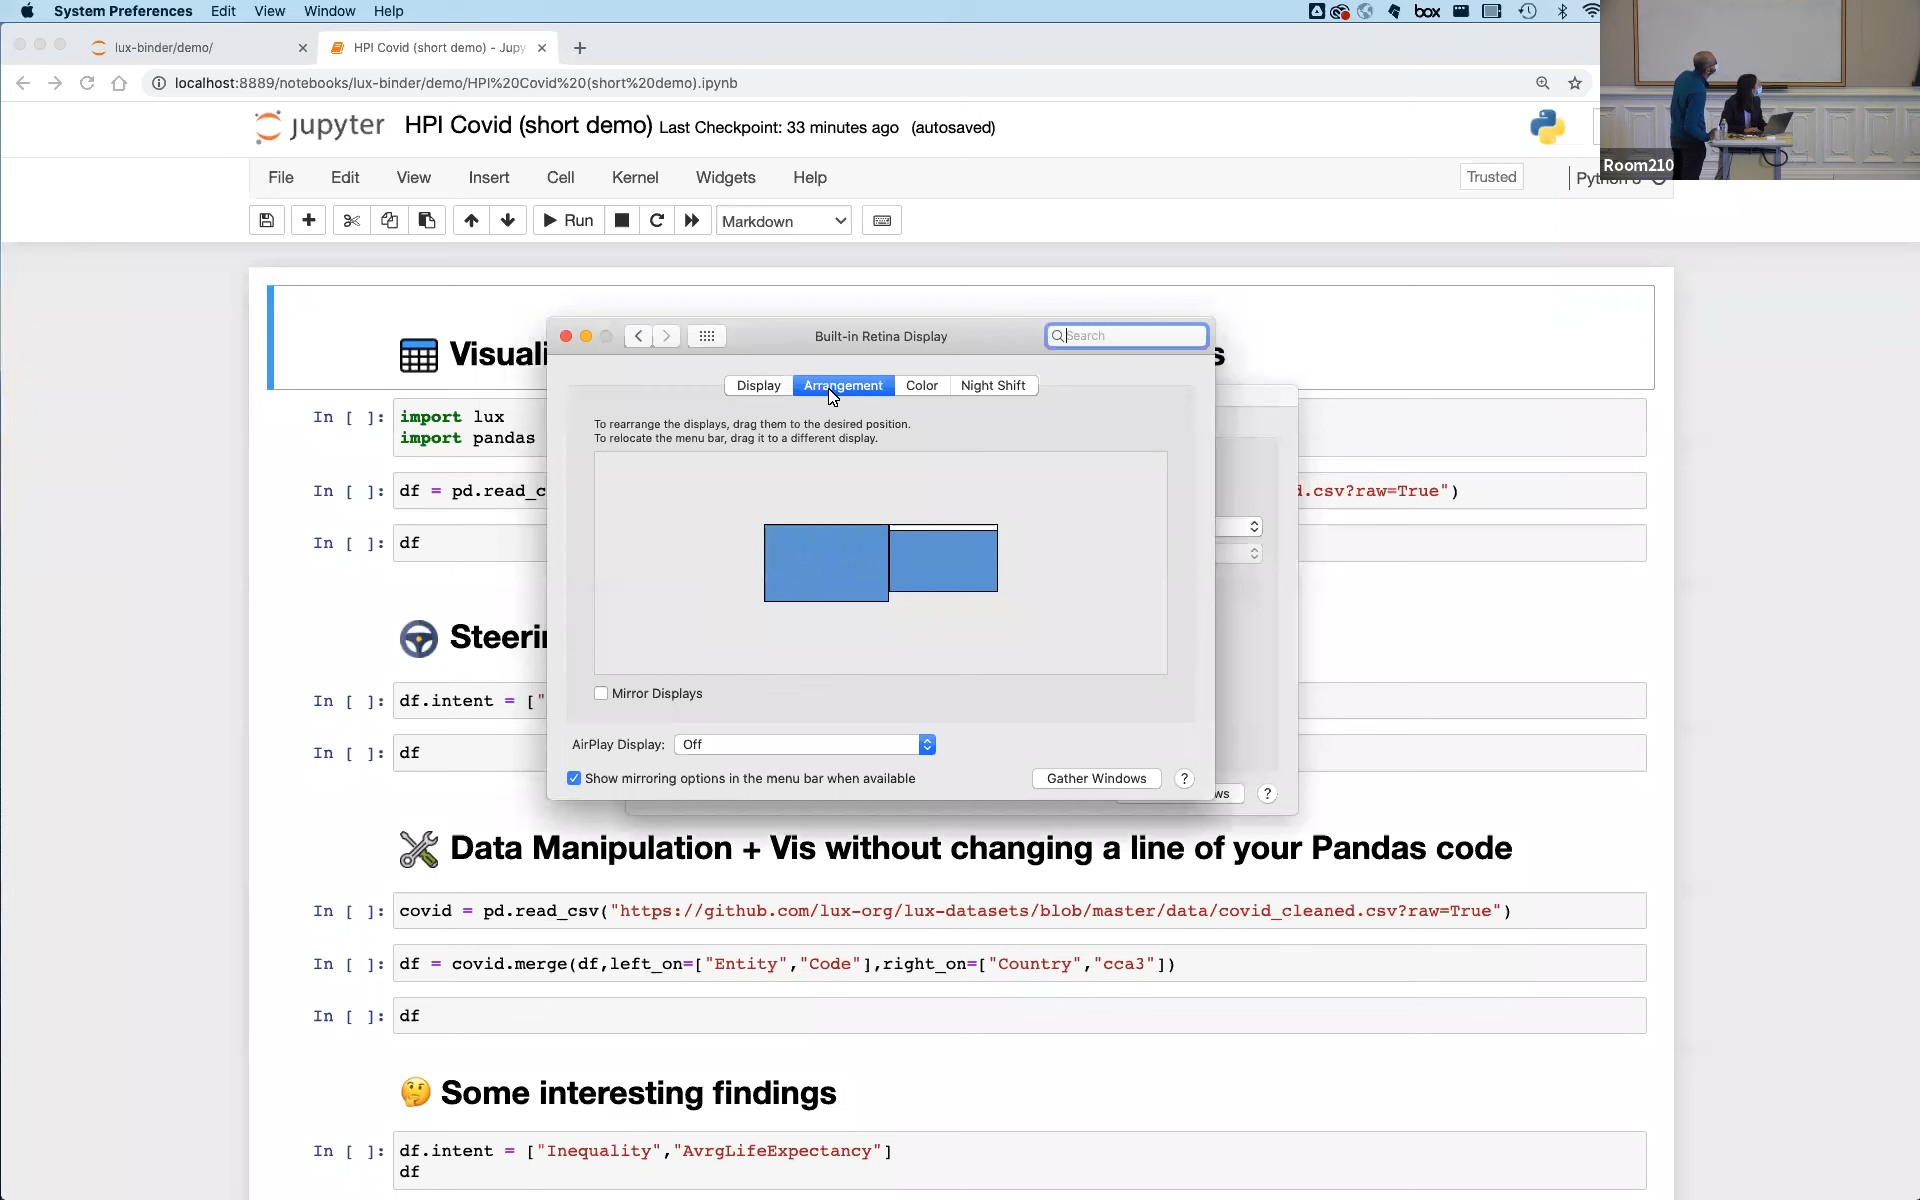 System Preferences Edit View Window Help
box
lux-binder/demo/
HPI Covid (short demo) - Jupy
localhost:8889/notebooks/lux-binder/demo/HPI%20Covid%20(short%20demo).ipynb
jupyter HPI Covid (short demo) Last Checkpoint: 33 minutes ago (autosaved)
Room210
File Edit View Insert Cell Kernel Widgets Help
Trusted
Run
Markdown
Built-in Retina Display
Search
Display Arrangement Color Night Shift
To rearrange the displays, drag them to the desired position.
To relocate the menu bar, drag it to a different display.
In [ ]: import lux
import pandas
In [ ]: df = pd.read_c
d.csv?raw=True")
In [ ]: df
In [ ]: df.intent = ["
Mirror Displays
In [ ]: df
AirPlay Display: Off
Show mirroring options in the menu bar when available
Gather Windows ?
?
Data Manipulation + Vis without changing a line of your Pandas code
In [ ]: covid = pd.read_csv("https://github.com/lux-org/lux-datasets/blob/master/data/covid_cleaned.csv?raw=True")
In [ ]: df = covid.merge(df,left_on=["Entity","Code"],right_on=["Country","cca3"])
In [ ]: df
Some interesting findings
In [ ]: df.intent = ["Inequality","AvrgLifeExpectancy"]
df